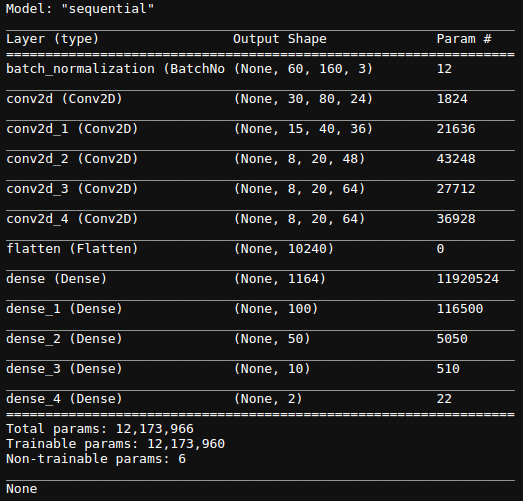 Model: "sequential"
Layer (type) Output Shape Param #
batch_normalization (BatchNo (None, 60, 160, 3) 12
conv2d (Conv2D) (None, 30, 80, 24) 1824
conv2d_1 (Conv2D) (None, 15, 40, 36) 21636
conv2d_2 (Conv2D) (None, 8, 20, 48) 43248
conv2d_3 (Conv2D) (None, 8, 20, 64) 27712
conv2d_4 (Conv2D) (None, 8, 20, 64) 36928
flatten (Flatten) (None, 10240) 0
dense (Dense) (None, 1164) 11920524
dense_1 (Dense) (None, 100) 116500
dense_2 (Dense) (None, 50) 5050
dense_3 (Dense) (None, 10) 510
dense_4 (Dense) (None, 2) 22
Total params: 12,173,966
Trainable params: 12,173,960
Non-trainable params: 6
None